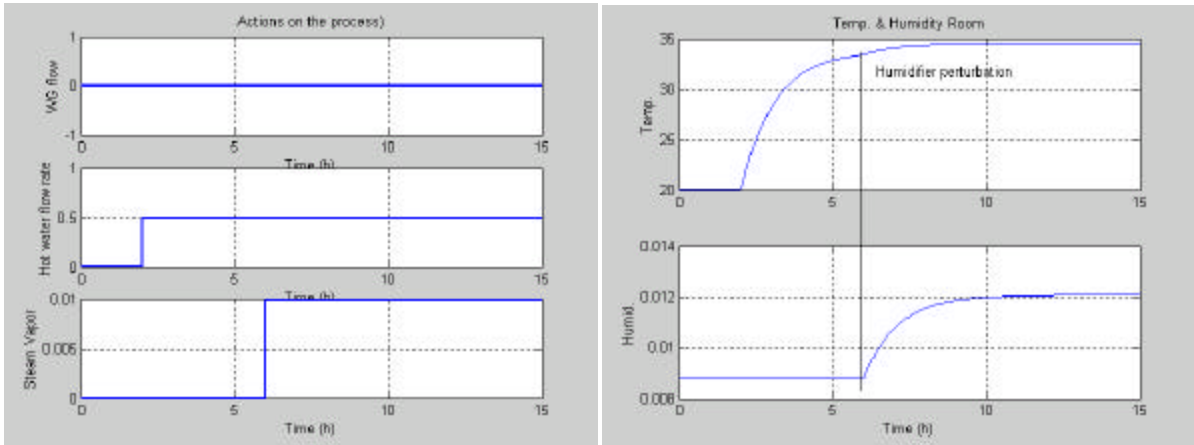 Actions on the process)
1
WG flow
0
-1
0 5 10 15
Time (h)
1
Hot water flow rate
0.5
0
0 5 10 15
Time (h)
0.01
Steam Vapor
0.005
0
0 5 10 15
Time (h)
Temp. & Humidity Room
35
Humidifier perturbation
30
Temp.
25
20
0 5 10 15
0.014
0.012
Humid.
0.01
0.008
0 5 10 15
Time (h)